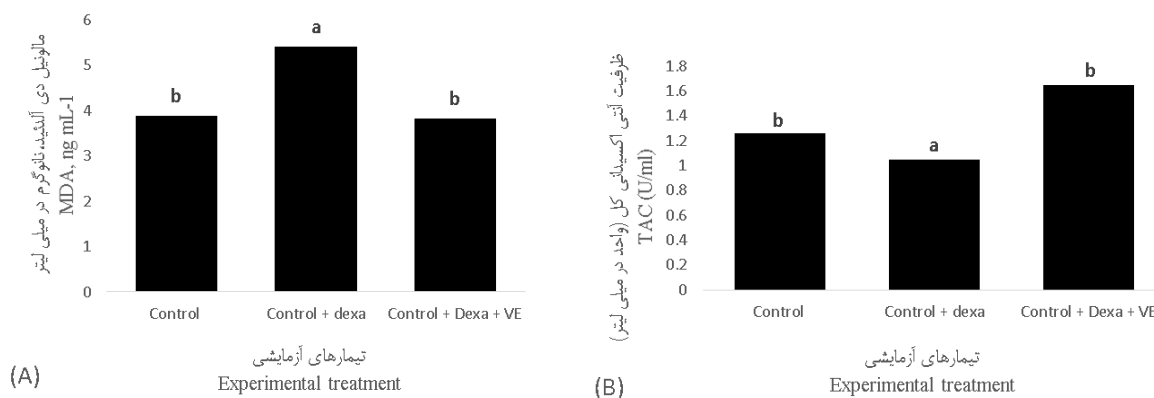 مالونیل دی آلدئید، نانوگرم در میلی لیتر
MDA, ng mL-1
6
5
4
3
2
1
0
b
a
b
Control
Control + dexa
Control + Dexa + VE
تیمارهای آزمایشی
Experimental treatment
(A)
ظرفیت آنتی اکسیدانی کل (واحد در میلی لیتر)
TAC (U/ml)
1.8
1.6
1.4
1.2
1
0.8
0.6
0.4
0.2
0
b
a
b
Control
Control + dexa
Control + Dexa + VE
تیمارهای آزمایشی
Experimental treatment
(B)